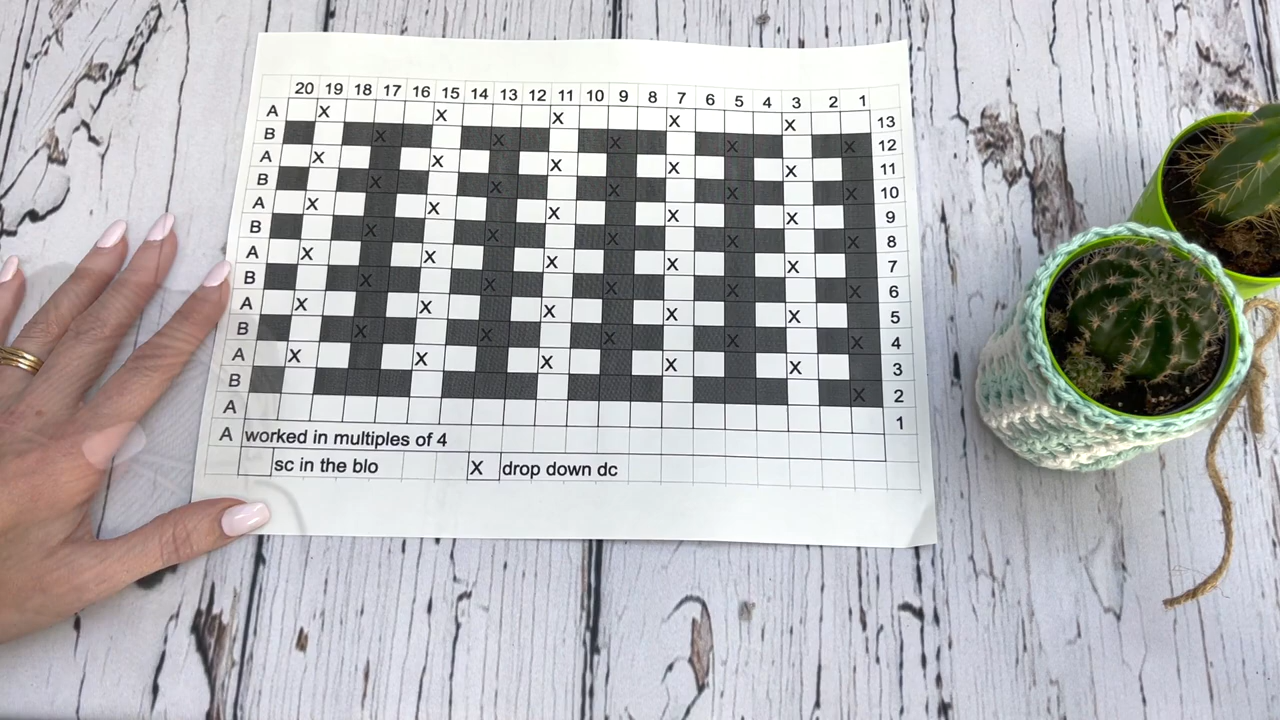 20 19 18 17 16 15 14 13 12 11 10 9 8 7 6 5 4 3 2 1
A X X X X X 13
B X X X X X 12
A X X X X X 11
B X X X X X 10
A X X X X X 9
B X X X X X 8
A X X X X X 7
B X X X X X 6
A X X X X X 5
B X X X X X 4
A X X X X X 3
B X 2
A 1
A worked in multiples of 4
sc in the blo X drop down dc